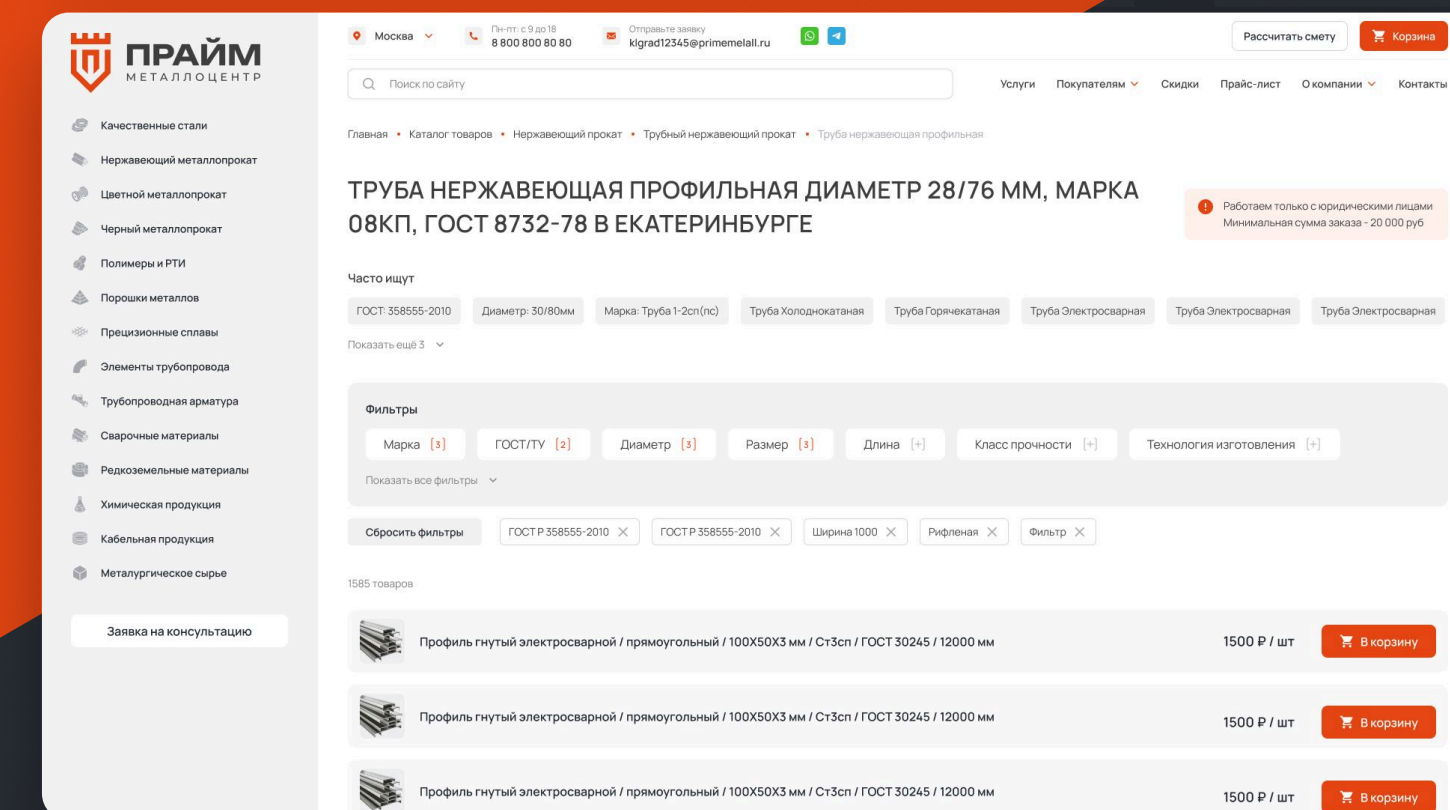 ПРАЙМ
МЕТАЛЛОЦЕНТР
Качественные стали
Нержавеющий металлопрокат
Цветной металлопрокат
Черный металлопрокат
Полимеры и РТИ
Порошки металлов
Прецизионные сплавы
Элементы трубопровода
Трубопроводная арматура
Сварочные материалы
Редкоземельные материалы
Химическая продукция
Кабельная продукция
Металургическое сырье
Заявка на консультацию
Москва
Пн-пт: с 9 до 18
8 800 800 80 80
Отправьте заявку
klgrad12345@primemelall.ru
Рассчитать смету
Корзина
Поиск по сайту
Услуги Покупателям Скидки Прайс-лист О компании Контакты
Главная • Каталог товаров • Нержавеющий прокат • Трубный нержавеющий прокат • Труба нержавеющая профильная
ТРУБА НЕРЖАВЕЮЩАЯ ПРОФИЛЬНАЯ ДИАМЕТР 28/76 ММ, МАРКА
08КП, ГОСТ 8732-78 В ЕКАТЕРИНБУРГЕ
Работаем только с юридическими лицами
Минимальная сумма заказа - 20 000 руб
Часто ищут
ГОСТ: 358555-2010 Диаметр: 30/80мм Марка: Труба 1-2сп(пс) Труба Холоднокатаная Труба Горячекатаная Труба Электросварная Труба Электросварная Труба Электросварная
Показать ещё 3
Фильтры
Марка [3] ГОСТ/ТУ [2] Диаметр [3] Размер [3] Длина [+] Класс прочности [+] Технология изготовления [+]
Показать все фильтры
Сбросить фильтры ГОСТ Р 358555-2010 ГОСТ Р 358555-2010 Ширина 1000 Рифленая Фильтр
1585 товаров
Профиль гнутый электросварной / прямоугольный / 100Х50Х3 мм / Ст3сп / ГОСТ 30245 / 12000 мм 1500 ₽ / шт В корзину
Профиль гнутый электросварной / прямоугольный / 100Х50Х3 мм / Ст3сп / ГОСТ 30245 / 12000 мм 1500 ₽ / шт В корзину
Профиль гнутый электросварной / прямоугольный / 100Х50Х3 мм / Ст3сп / ГОСТ 30245 / 12000 мм 1500 ₽ / шт В корзину